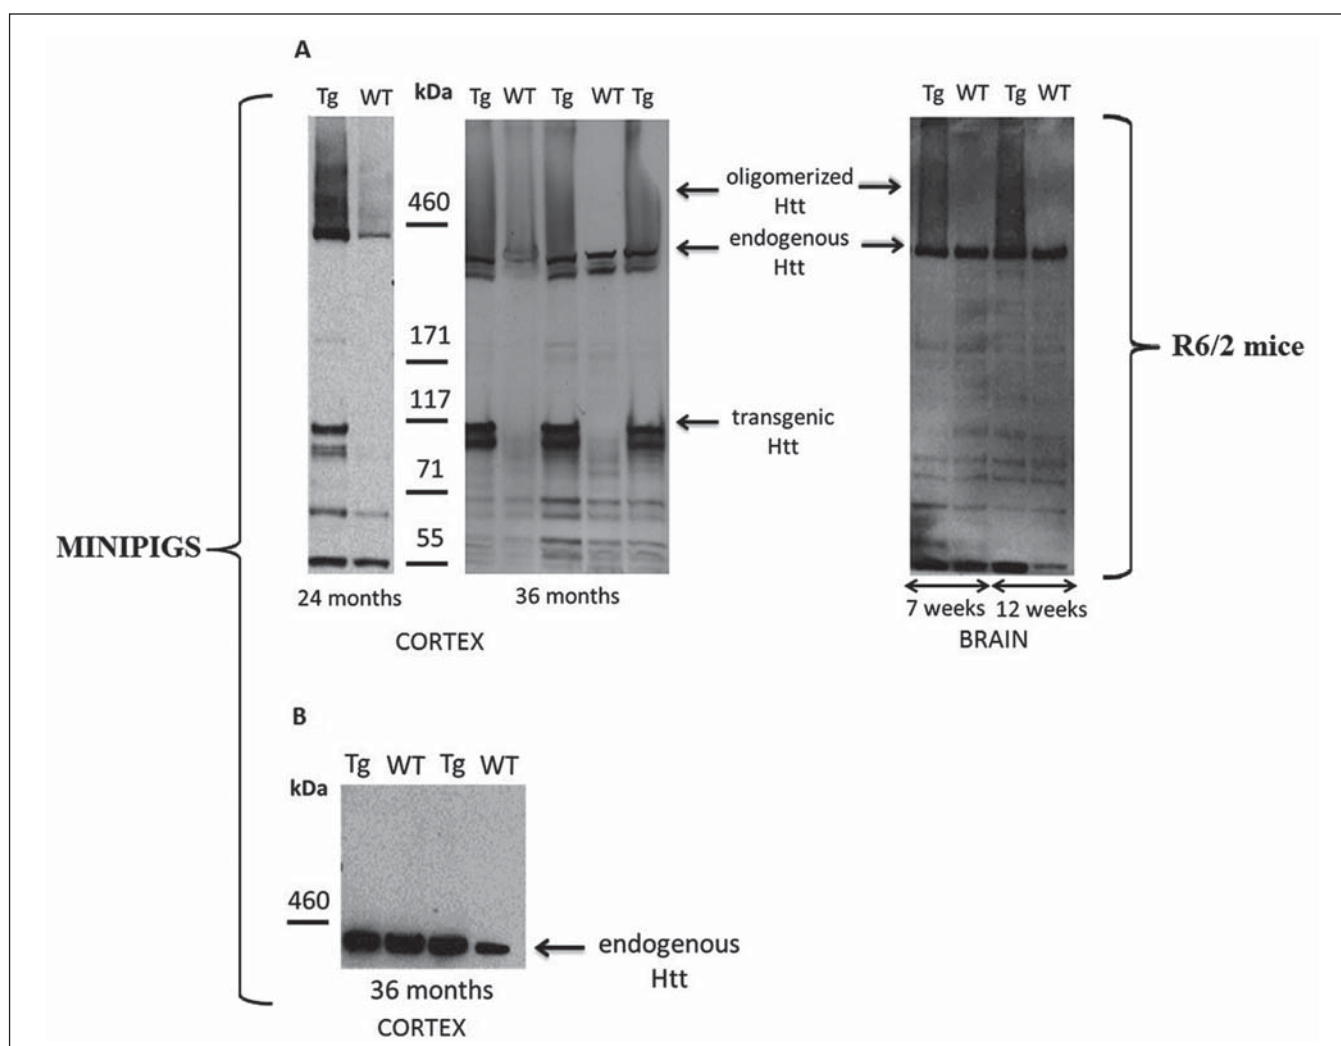 A
Tg WT kDa Tg WT Tg WT Tg
Tg WT Tg WT
oligomerized
Htt
460
endogenous
Htt
171
R6/2 mice
117
transgenic
Htt
71
MINIPIGS
55
24 months
36 months
7 weeks 12 weeks
CORTEX
BRAIN
B
Tg WT Tg WT
kDa
460
endogenous
Htt
36 months
CORTEX